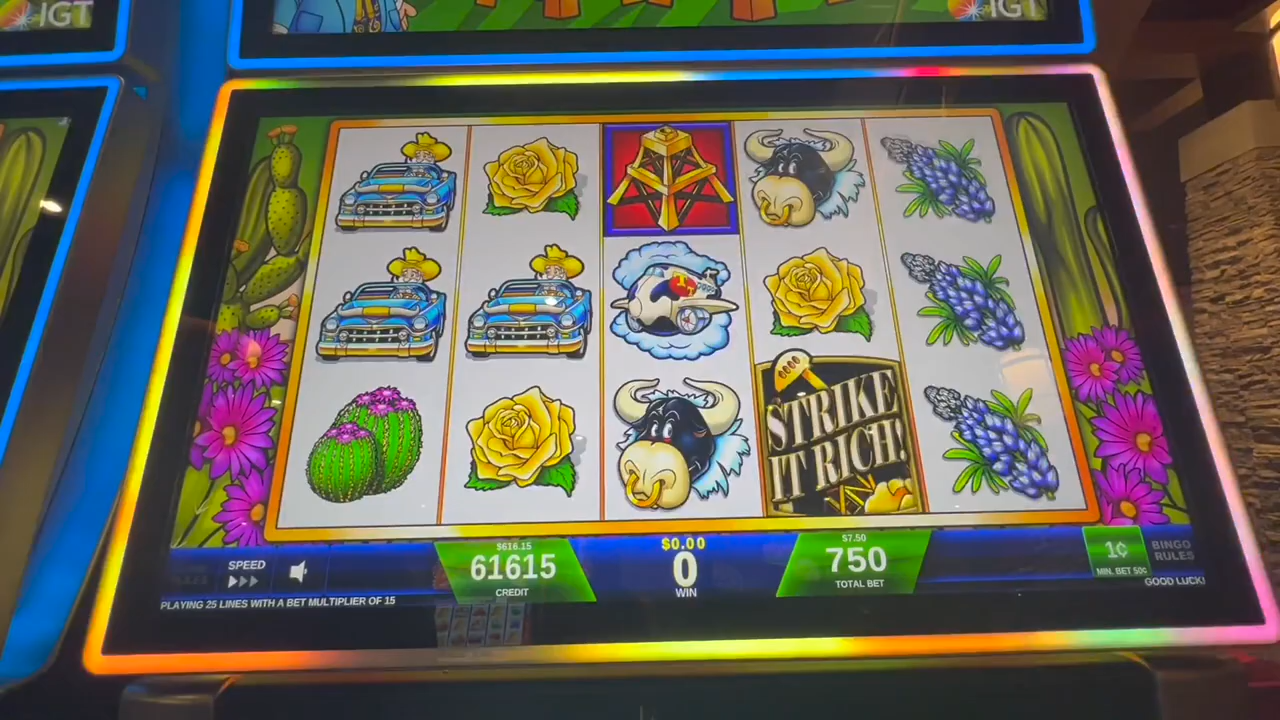 IGT
IGT
STRIKE
IT RICH!
SPEED
$616.15
61615
CREDIT
$0.00
0
WIN
$7.50
750
TOTAL BET
1¢
MIN. BET 50¢
BINGO
RULES
GOOD LUCK!
PLAYING 25 LINES WITH A BET MULTIPLIER OF 15